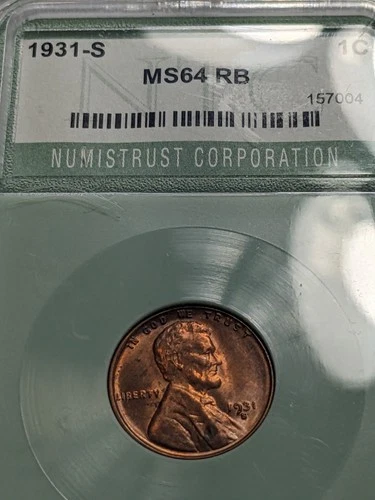 1931-S 1C
MS64 RB
157004
NUMISTRUST CORPORATION
IN GOD WE TRUST
LIBERTY
1931
S